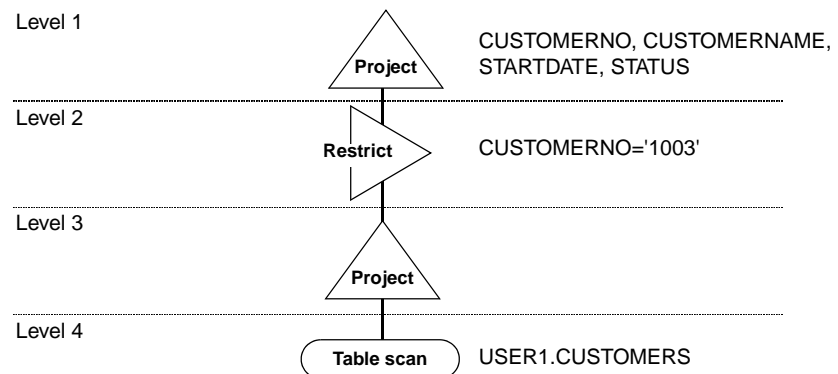 Level 1
Project
CUSTOMERNO, CUSTOMERNAME,
STARTDATE, STATUS
Level 2
Restrict
CUSTOMERNO='1003'
Level 3
Project
Level 4
Table scan
USER1.CUSTOMERS